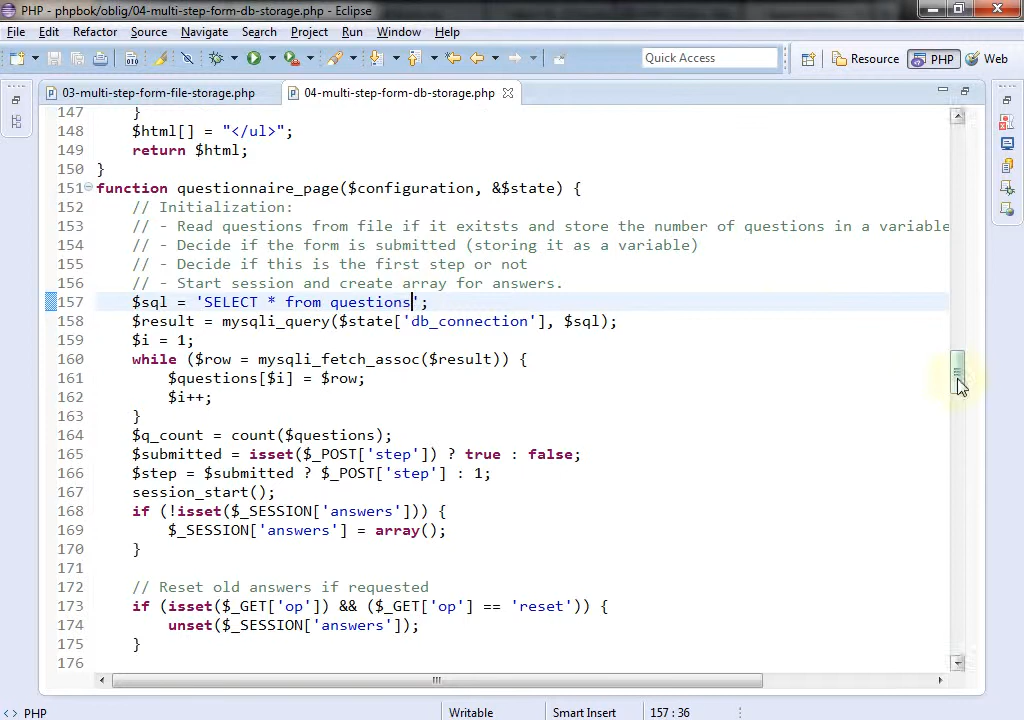 PHP - phpbok/oblig/04-multi-step-form-db-storage.php - Eclipse
File Edit Refactor Source Navigate Search Project Run Window Help
Quick Access Resource PHP Web
03-multi-step-form-file-storage.php 04-multi-step-form-db-storage.php
147 }
148 $html[] = "</ul>";
149 return $html;
150 }
151 function questionnaire_page($configuration, &$state) {
152 // Initialization:
153 // - Read questions from file if it exitsts and store the number of questions in a variable
154 // - Decide if the form is submitted (storing it as a variable)
155 // - Decide if this is the first step or not
156 // - Start session and create array for answers.
157 $sql = 'SELECT * from questions';
158 $result = mysqli_query($state['db_connection'], $sql);
159 $i = 1;
160 while ($row = mysqli_fetch_assoc($result)) {
161 $questions[$i] = $row;
162 $i++;
163 }
164 $q_count = count($questions);
165 $submitted = isset($_POST['step']) ? true : false;
166 $step = $submitted ? $_POST['step'] : 1;
167 session_start();
168 if (!isset($_SESSION['answers'])) {
169 $_SESSION['answers'] = array();
170 }
171
172 // Reset old answers if requested
173 if (isset($_GET['op']) && ($_GET['op'] == 'reset')) {
174 unset($_SESSION['answers']);
175 }
176
PHP Writable Smart Insert 157 : 36